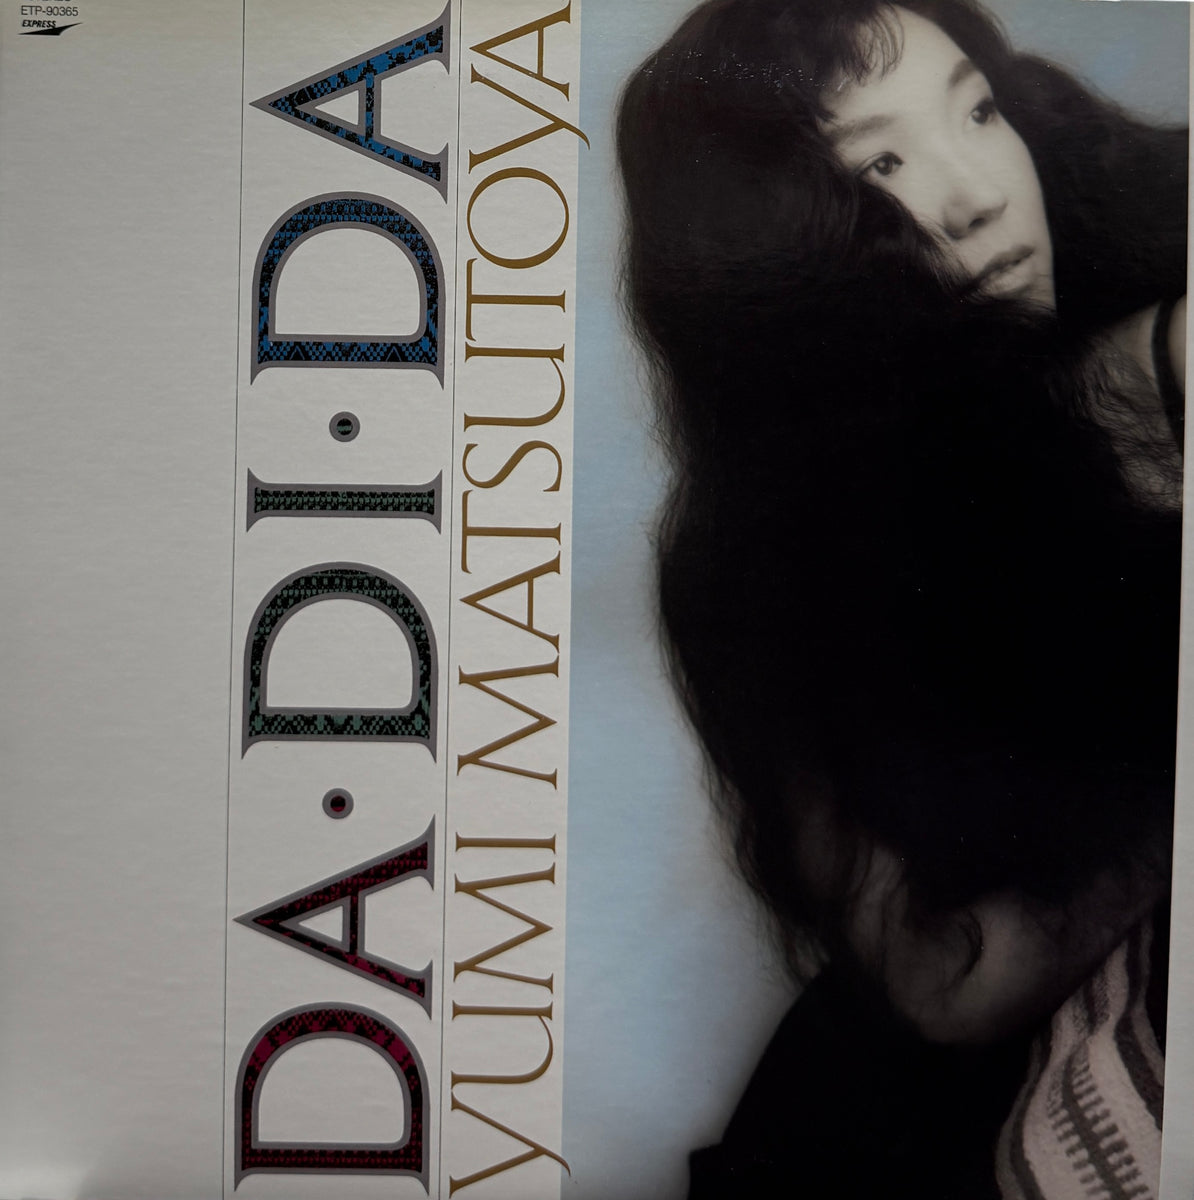 ETP-90365
EXPRESS
DA·DI·DA
YUMI MATSUTOYA